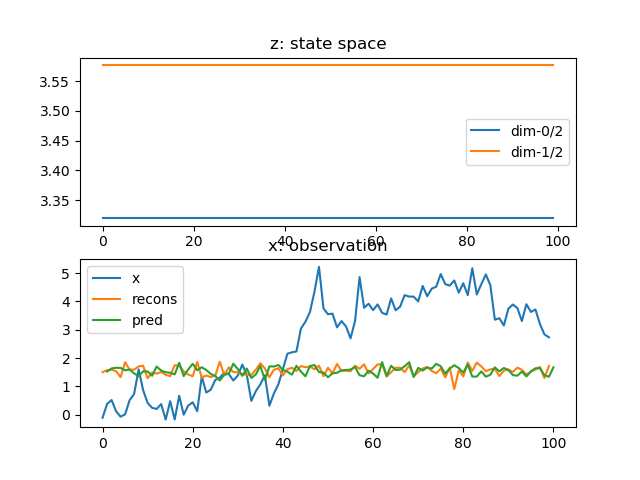 z: state space
3.55
3.50
3.45
3.40
3.35
dim-0/2
dim-1/2
0 20 40 60 80 100
x: observation
5
4
3
2
1
0
x
recons
pred
0 20 40 60 80 100